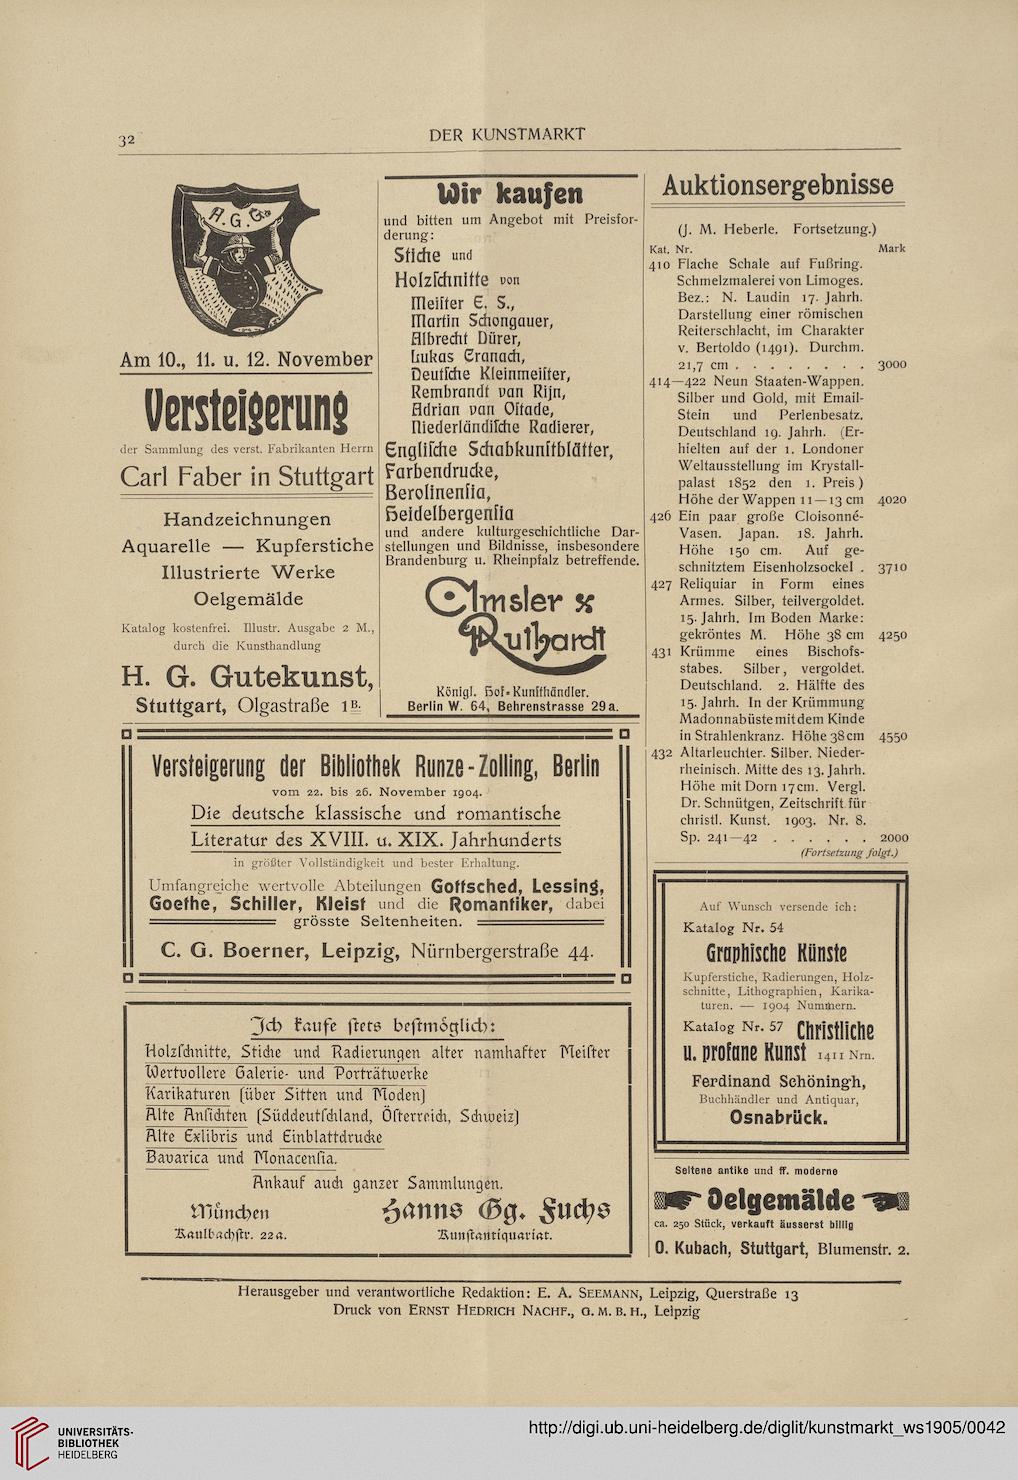 32
DER KUNSTMARKT
H.G.G.
Am 10., 11. u. 12. November
Versteigerung
der Sammlung des verst. Fabrikanten Herrn
Carl Faber in Stuttgart
Handzeichnungen
Aquarelle — Kupferstiche
Illustrierte Werke
Oelgemälde
Katalog kostenfrei. Illustr. Ausgabe 2 M.,
durch die Kunsthandlung
H. G. Gutekunst,
Stuttgart, Olgastraße 1B.
Wir kaufen
und bitten um Angebot mit Preisfor-
derung:
Stiche und
Holzschnitte von
Meister E. S.,
Martin Schongauer,
Albrecht Dürer,
Lukas Cranach,
Deutsche Kleinmeister,
Rembrandt van Rijn,
Adrian van Ostade,
Niederländische Radierer,
Englische Schabkunstblätter,
Farbendrucke,
Berolinensia,
Heidelbergensia
und andere kulturgeschichtliche Dar-
stellungen und Bildnisse, insbesondere
Brandenburg u. Rheinpfalz betreffende.
Amsler &
Ruthardt
Königl. Hof-Kunsthändler.
Berlin W. 64, Behrenstrasse 29 a.
Versteigerung der Bibliothek Runze-Zolling, Berlin
vom 22. bis 26. November 1904.
Die deutsche klassische und romantische
Literatur des XVIII. u. XIX. Jahrhunderts
in größter Vollständigkeit und bester Erhaltung.
Umfangreiche wertvolle Abteilungen Gottsched, Lessing,
Goethe, Schiller, Kleist und die Romantiker, dabei
grösste Seltenheiten.
C. G. Boerner, Leipzig, Nürnbergerstraße 44.
Ich kaufe stets bestmöglich:
Holzschnitte, Stiche und Radierungen alter namhafter Meister
Wertvollere Galerie- und Porträtwerke
Karikaturen (über Sitten und Moden)
Alte Ansichten (Süddeutschland, Österreich, Schweiz)
Alte Exlibris und Einblattdrucke
Bavarica und Monacensia.
Ankauf auch ganzer Sammlungen.
München
Kaulbachstr. 22a.
Hanns Gg. Fuchs
Kunstantiquariat.
Auktionsergebnisse
(J. M. Heberle. Fortsetzung.)
Kat. Nr. Mark
410 Flache Schale auf Fußring.
Schmelzmalerei von Limoges.
Bez.: N. Laudin 17. Jahrh.
Darstellung einer römischen
Reiterschlacht, im Charakter
v. Bertoldo (1491). Durchm.
21,7 cm . . . . . . . . 3000
414—422 Neun Staaten-Wappen.
Silber und Gold, mit Email-
Stein und Perlenbesatz.
Deutschland 19. Jahrh. (Er-
hielten auf der 1. Londoner
Weltausstellung im Krystall-
palast 1852 den 1. Preis)
Höhe der Wappen 11—13 cm 4020
426 Ein paar große Cloisonné-
Vasen. Japan. 18. Jahrh.
Höhe 150 cm. Auf ge-
schnitztem Eisenholzsockel . 3710
427 Reliquiar in Form eines
Armes. Silber, teilvergoldet.
15. Jahrh. Im Boden Marke:
gekröntes M. Höhe 38 cm 4250
431 Krümme eines Bischofs-
stabes. Silber, vergoldet.
Deutschland. 2. Hälfte des
15. Jahrh. In der Krümmung
Madonnabüste mit dem Kinde
in Strahlenkranz. Höhe 38 cm 4550
432 Altarleuchter. Silber. Nieder-
rheinisch. Mitte des 13. Jahrh.
Höhe mit Dorn 17 cm. Vergl.
Dr. Schnütgen, Zeitschrift für
christl. Kunst. 1903. Nr. 8.
Sp. 241—42 . . . . . . 2000
(Fortsetzung folgt.)
Auf Wunsch versende ich:
Katalog Nr. 54
Graphische Künste
Kupferstiche, Radierungen, Holz-
schnitte, Lithographien, Karika-
turen. — 1904 Nummern.
Katalog Nr. 57 Christliche
u. profane Kunst 1411 Nrn.
Ferdinand Schöningh,
Buchhändler und Antiquar,
Osnabrück.
Seltene antike und ff. moderne
Oelgemälde
ca. 250 Stück, verkauft äusserst billig
O. Kubach, Stuttgart, Blumenstr. 2.
Herausgeber und verantwortliche Redaktion: E. A. SEEMANN, Leipzig, Querstraße 13
Druck von ERNST HEDRICH NACHF., G. M. B. H., Leipzig
UNIVERSITÄTS-
BIBLIOTHEK
HEIDELBERG
http://digi.ub.uni-heidelberg.de/diglit/kunstmarkt_ws1905/0042